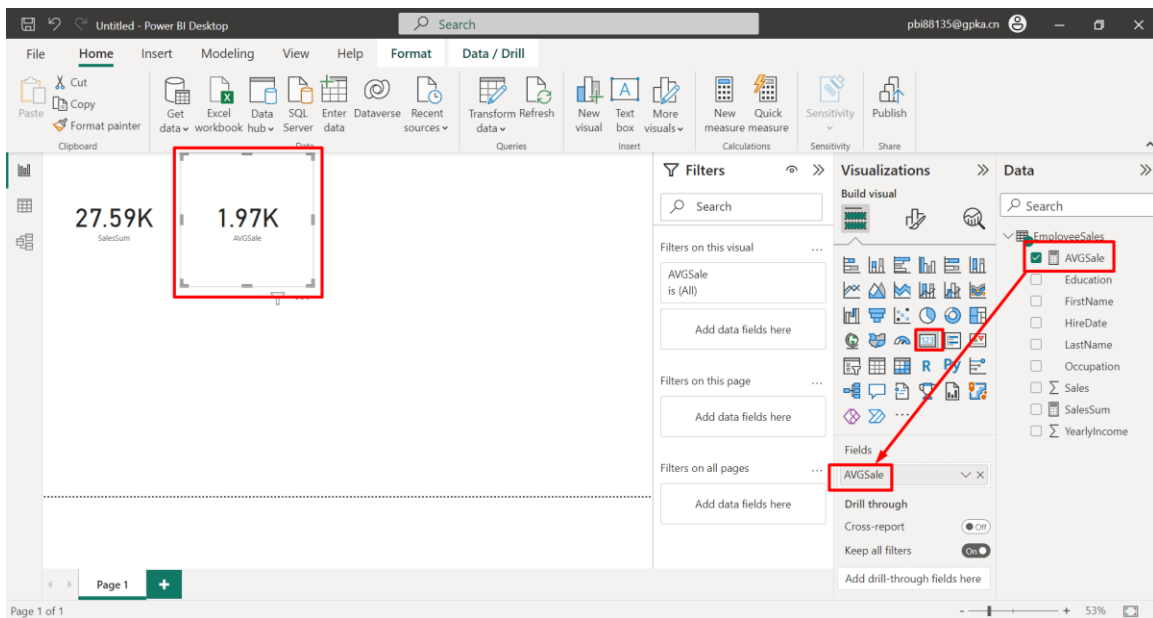 Untitled - Power BI Desktop
Search
pbi88135@gpka.cn
File Home Insert Modeling View Help Format Data / Drill
Paste
Cut
Copy
Format painter
Get data
Excel workbook
Data hub
SQL Server
Enter data
Dataverse
Recent sources
Transform data
Refresh
New visual
Text box
More visuals
New measure
Quick measure
Sensitivity
Publish
Clipboard
Data
Queries
Insert
Calculations
Sensitivity
Share
27.59K
SalesSum
1.97K
AVGSale
Filters
Search
Filters on this visual
AVGSale
is (All)
Add data fields here
Filters on this page
Add data fields here
Filters on all pages
Add data fields here
Visualizations
Build visual
123
R Py
Fields
AVGSale
Drill through
Cross-report
Off
Keep all filters
On
Add drill-through fields here
Data
Search
EmployeeSales
AVGSale
Education
FirstName
HireDate
LastName
Occupation
Sales
SalesSum
YearlyIncome
Page 1
Page 1 of 1
53%